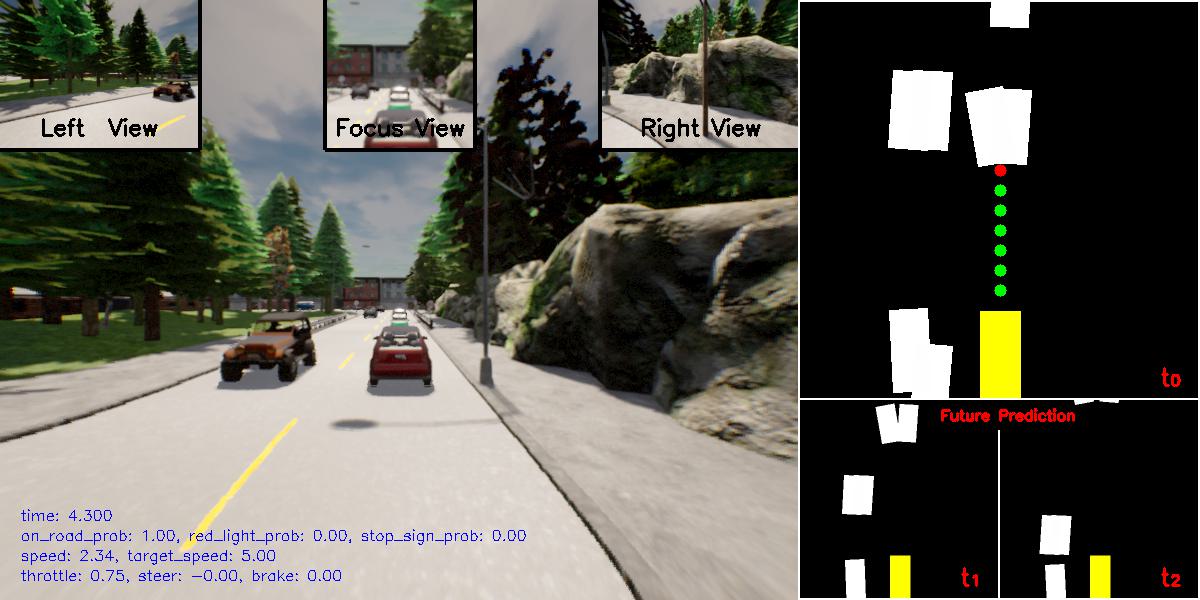 Left View
Focus View
Right View
t0
Future Prediction
t1
t2
time: 4.300
on_road_prob: 1.00, red_light_prob: 0.00, stop_sign_prob: 0.00
speed: 2.34, target_speed: 5.00
throttle: 0.75, steer: −0.00, brake: 0.00